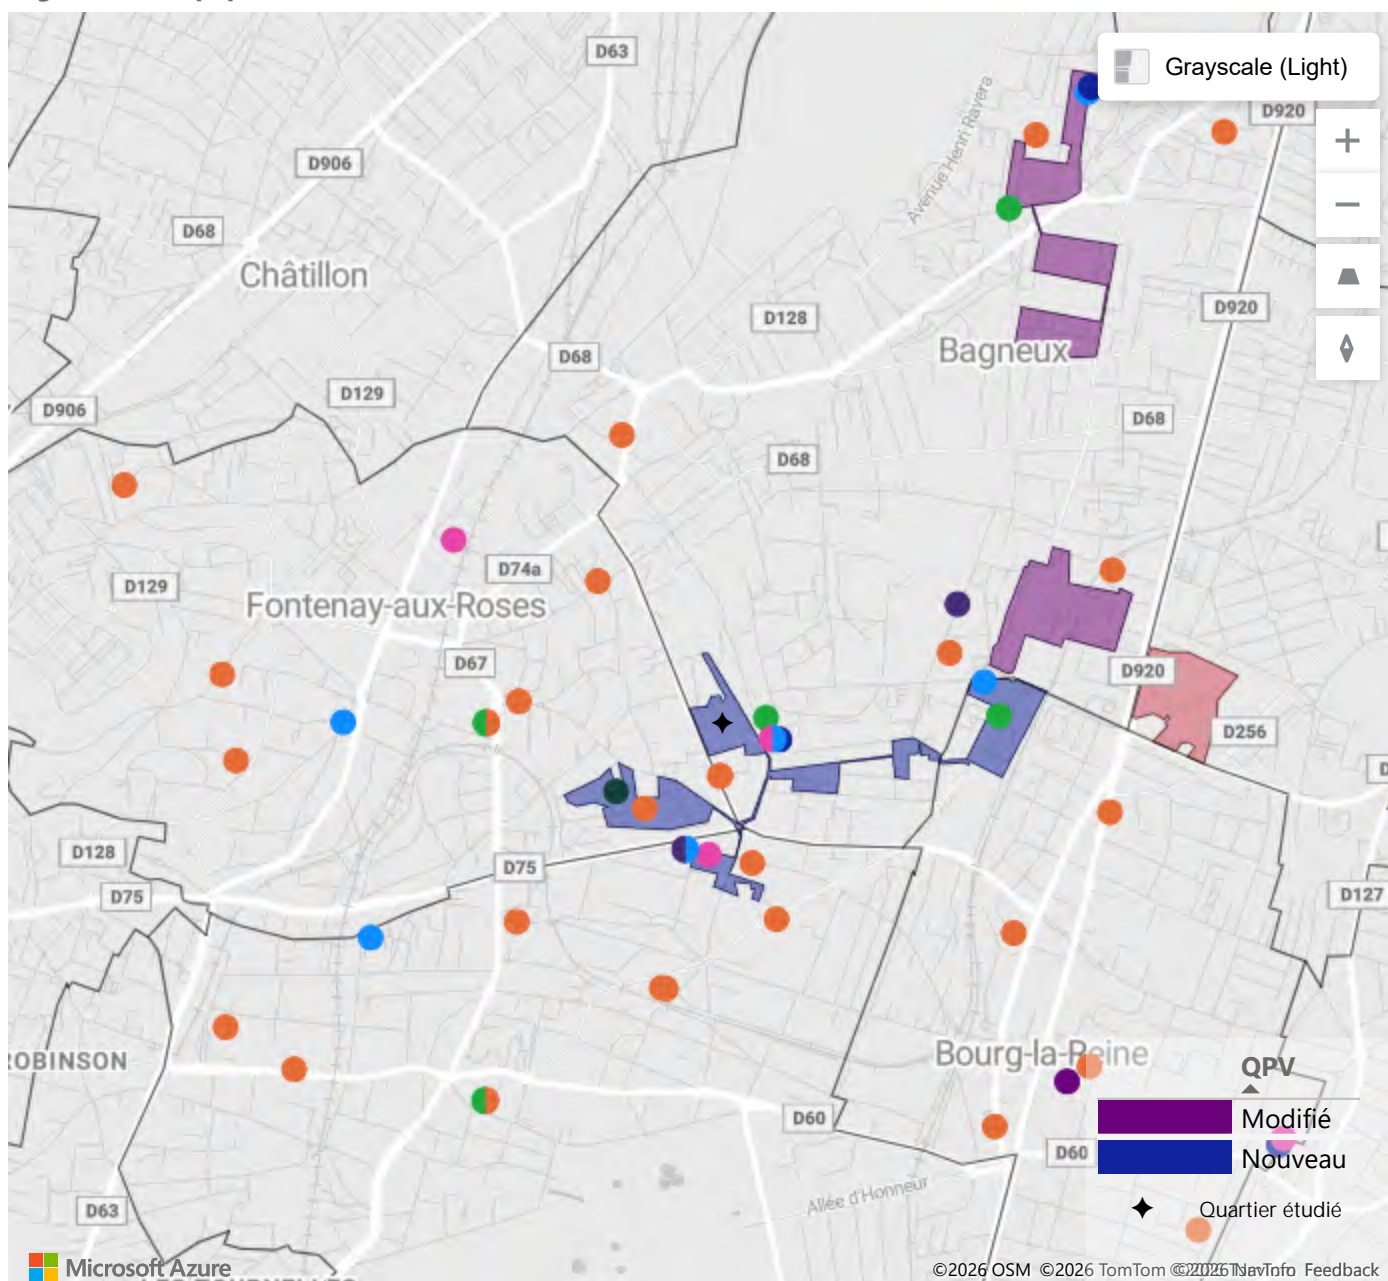 D63
Grayscale (Light)
D920
D906
Avenue Henri Ravera
D68
Châtillon
D920
D128
Bagneux
D68
D129
D906
D68
D68
D74a
D129
Fontenay-aux-Roses
D67
D920
D256
D128
D75
D75
D127
ROBINSON
Bourg-la-Reine
QPV
Modifié
D60
D60
Nouveau
Allée d'Honneur
Quartier étudié
D63
Microsoft Azure
©2026 OSM ©2026 TomTom
Feedback